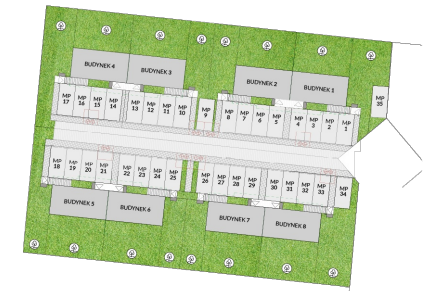 BUDYNEK 4
BUDYNEK 3
BUDYNEK 2
BUDYNEK 1
MP 17
MP 16
MP 15
MP 14
MP 13
MP 12
MP 11
MP 10
MP 9
MP 8
MP 7
MP 6
MP 5
MP 4
MP 3
MP 2
MP 1
MP 35
MP 18
MP 19
MP 20
MP 21
MP 22
MP 23
MP 24
MP 25
MP 26
MP 27
MP 28
MP 29
MP 30
MP 31
MP 32
MP 33
MP 34
BUDYNEK 5
BUDYNEK 6
BUDYNEK 7
BUDYNEK 8